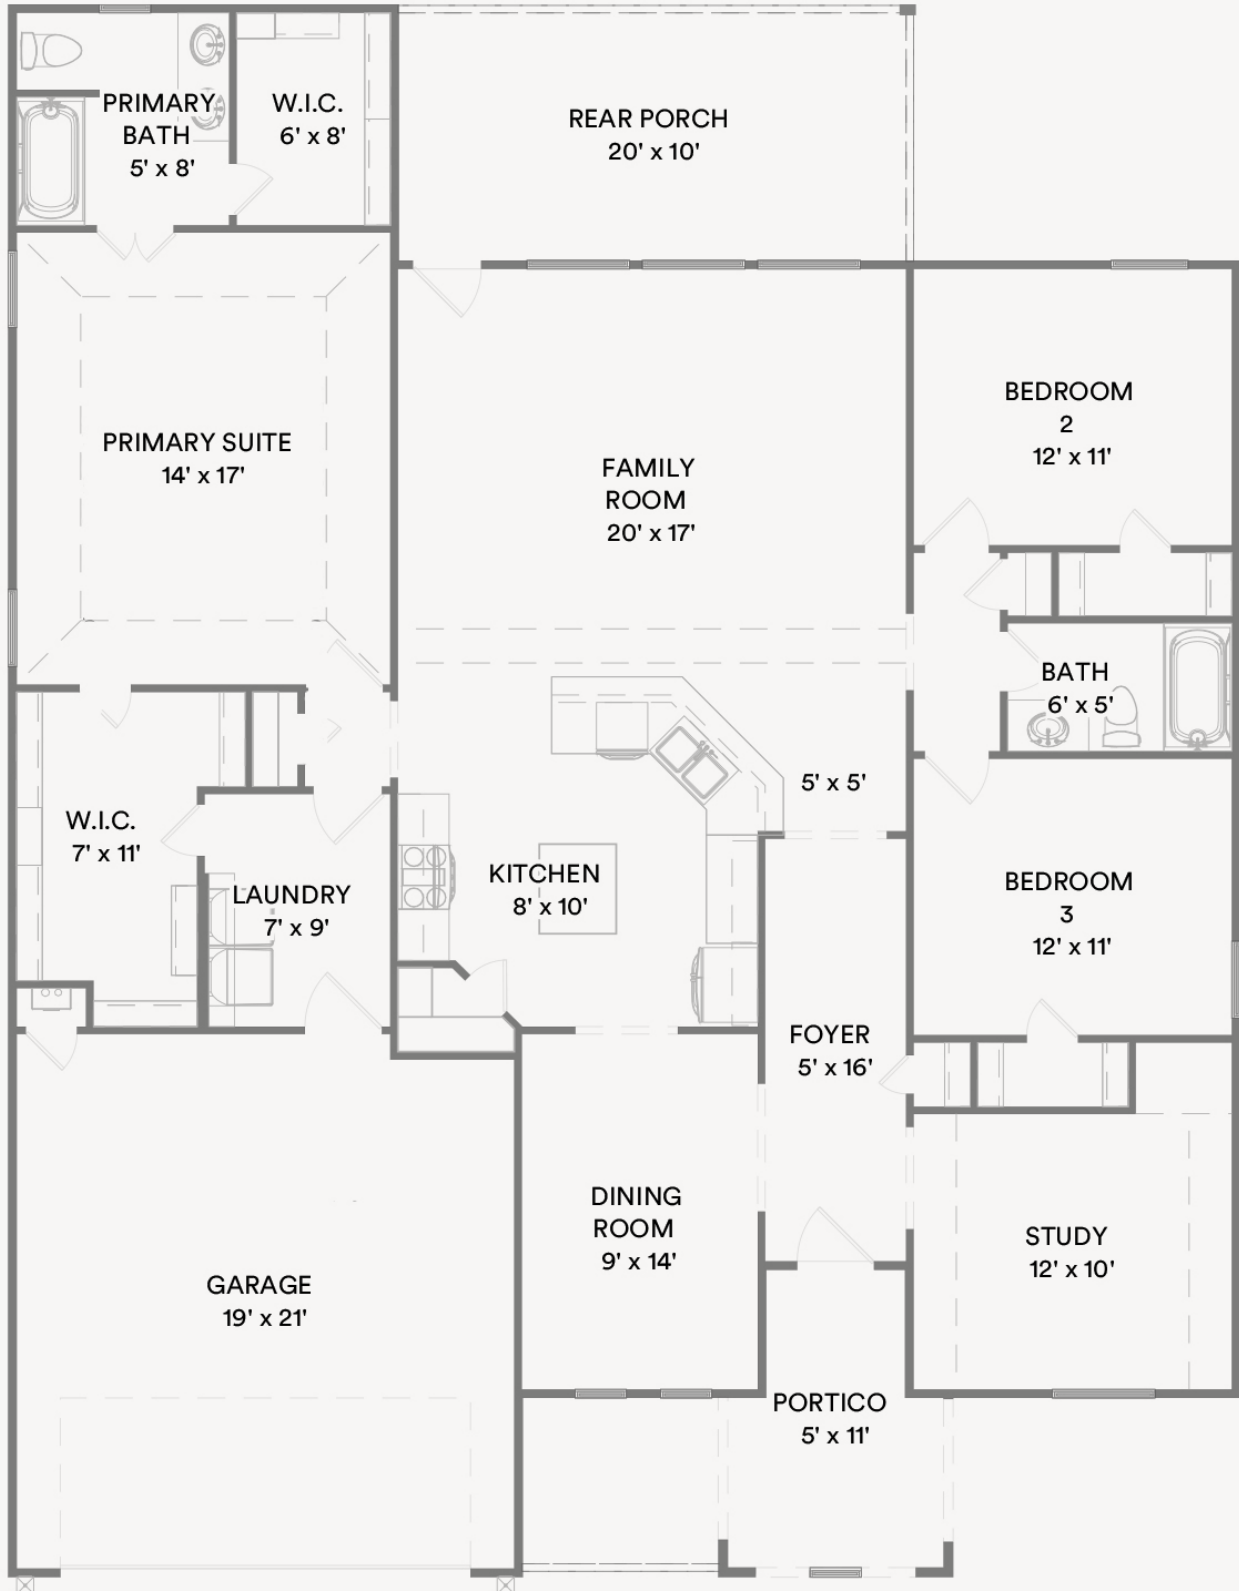 PRIMARY
BATH
5' x 8'
W.I.C.
6' x 8'
REAR PORCH
20' x 10'
PRIMARY SUITE
14' x 17'
FAMILY
ROOM
20' x 17'
BEDROOM
2
12' x 11'
BATH
6' x 5'
5' x 5'
W.I.C.
7' x 11'
LAUNDRY
7' x 9'
KITCHEN
8' x 10'
BEDROOM
3
12' x 11'
FOYER
5' x 16'
DINING
ROOM
9' x 14'
STUDY
12' x 10'
GARAGE
19' x 21'
PORTICO
5' x 11'